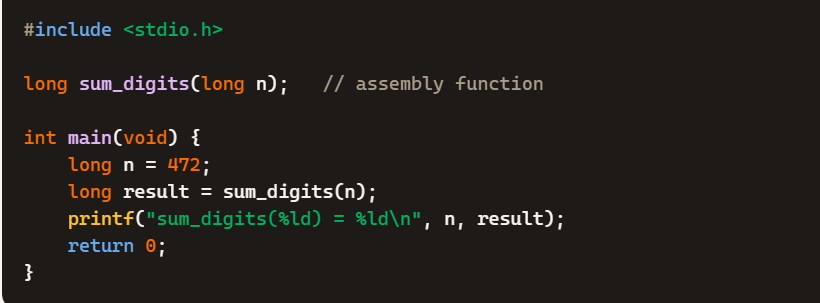 #include <stdio.h>

long sum_digits(long n);   // assembly function

int main(void) {
    long n = 472;
    long result = sum_digits(n);
    printf("sum_digits(%ld) = %ld\n", n, result);
    return 0;
}